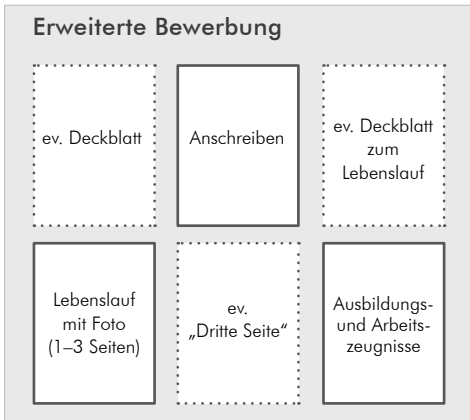 Erweiterte Bewerbung
ev. Deckblatt
Anschreiben
ev. Deckblatt
zum
Lebenslauf
Lebenslauf
mit Foto
(1–3 Seiten)
ev.
„Dritte Seite“
Ausbildungs-
und Arbeits-
zeugnisse